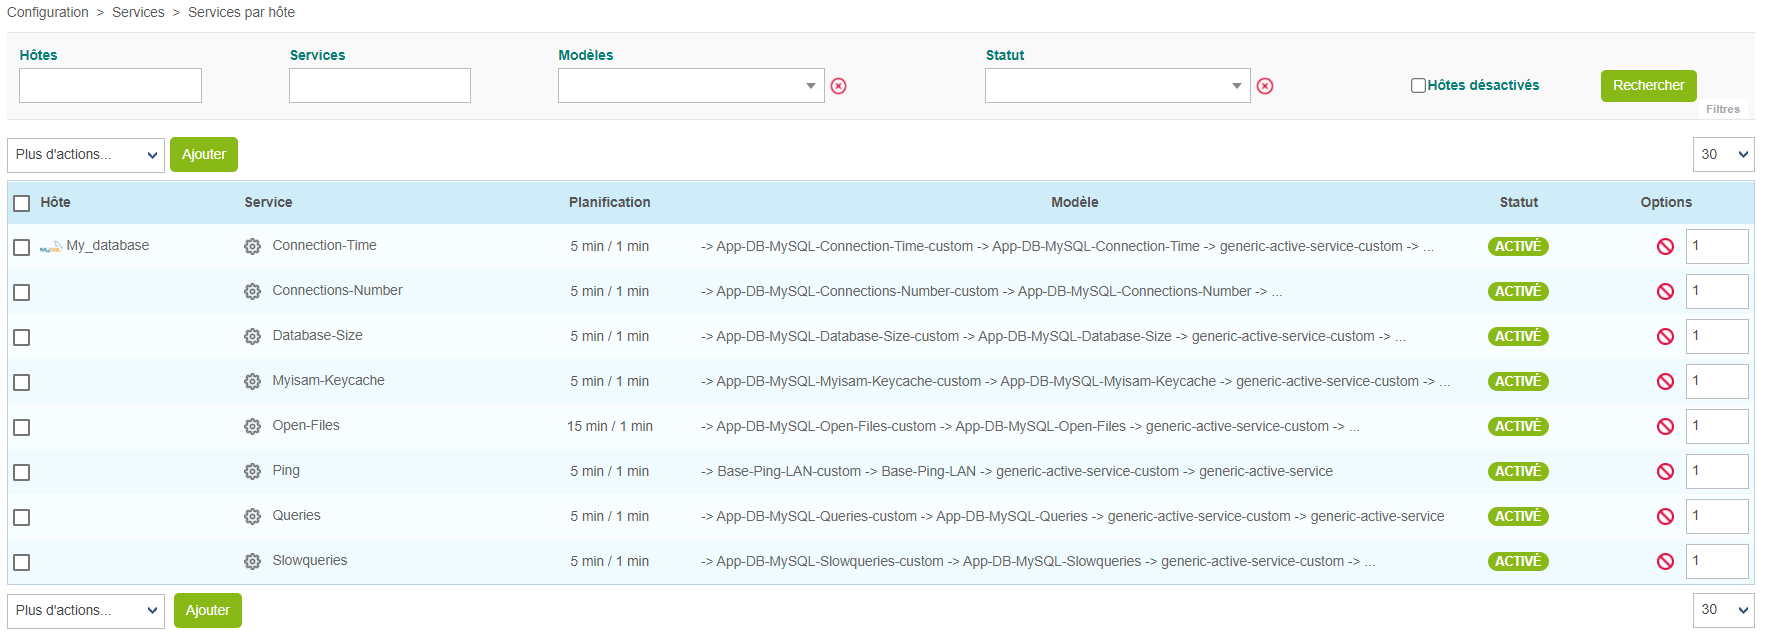 Configuration > Services > Services par hôte
Hôtes Services Modèles Statut
Hôtes désactivés Rechercher
Filtres
Plus d'actions... Ajouter 30
Hôte Service Planification Modèle Statut Options
My_database Connection-Time 5 min / 1 min -> App-DB-MySQL-Connection-Time-custom -> App-DB-MySQL-Connection-Time -> generic-active-service-custom -> ... ACTIVÉ 1
Connections-Number 5 min / 1 min -> App-DB-MySQL-Connections-Number-custom -> App-DB-MySQL-Connections-Number -> ... ACTIVÉ 1
Database-Size 5 min / 1 min -> App-DB-MySQL-Database-Size-custom -> App-DB-MySQL-Database-Size -> generic-active-service-custom -> ... ACTIVÉ 1
Myisam-Keycache 5 min / 1 min -> App-DB-MySQL-Myisam-Keycache-custom -> App-DB-MySQL-Myisam-Keycache -> generic-active-service-custom -> ... ACTIVÉ 1
Open-Files 15 min / 1 min -> App-DB-MySQL-Open-Files-custom -> App-DB-MySQL-Open-Files -> generic-active-service-custom -> ... ACTIVÉ 1
Ping 5 min / 1 min -> Base-Ping-LAN-custom -> Base-Ping-LAN -> generic-active-service-custom -> generic-active-service ACTIVÉ 1
Queries 5 min / 1 min -> App-DB-MySQL-Queries-custom -> App-DB-MySQL-Queries -> generic-active-service-custom -> generic-active-service ACTIVÉ 1
Slowqueries 5 min / 1 min -> App-DB-MySQL-Slowqueries-custom -> App-DB-MySQL-Slowqueries -> generic-active-service-custom -> ... ACTIVÉ 1
Plus d'actions... Ajouter 30